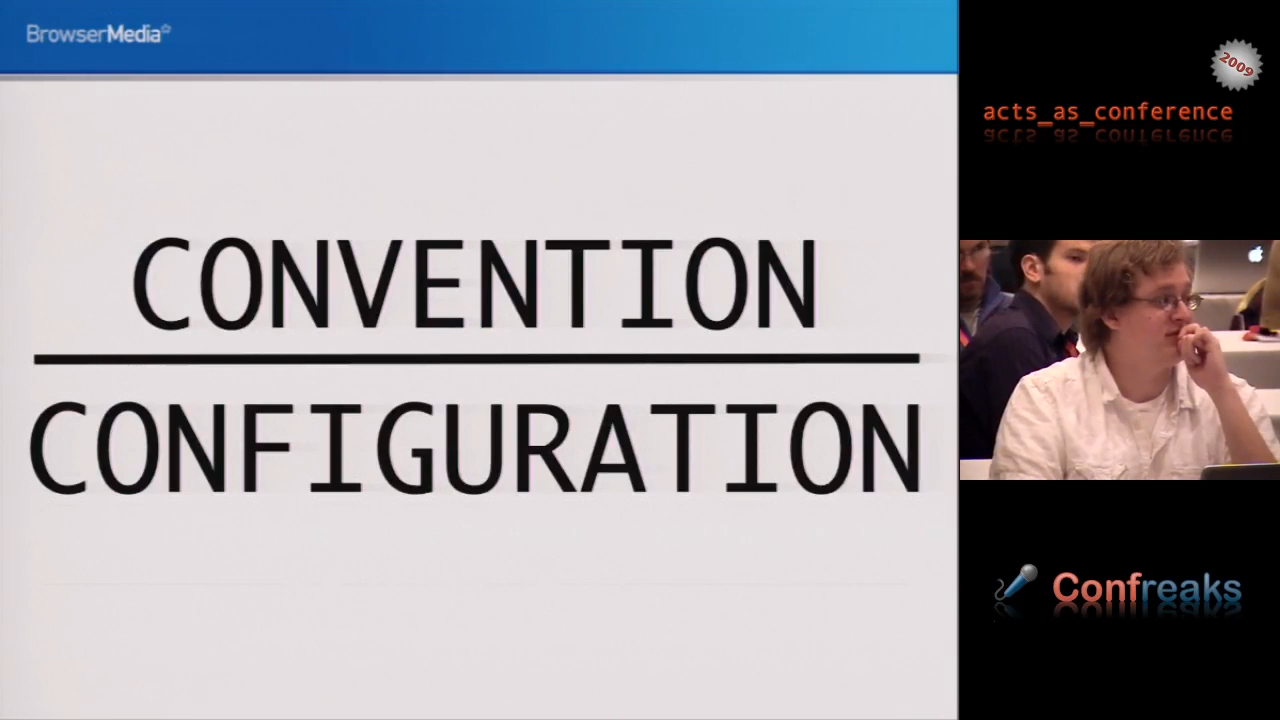 BrowserMedia
CONVENTION
CONFIGURATION
2009
acts_as_conference
Confreaks